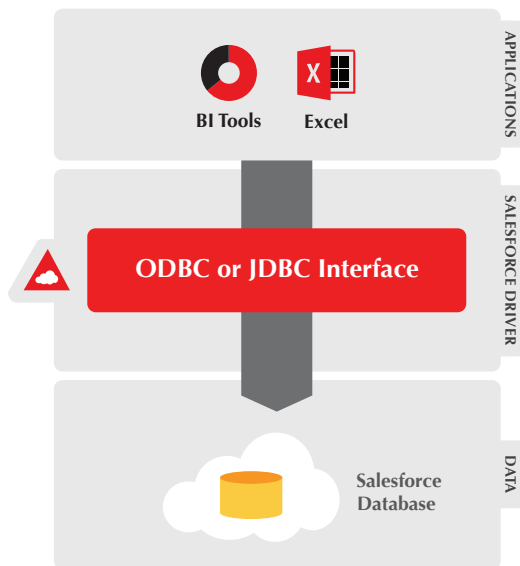 APPLICATIONS
BI Tools
Excel
X
SALESFORCE DRIVER
ODBC or JDBC Interface
DATA
Salesforce
Database